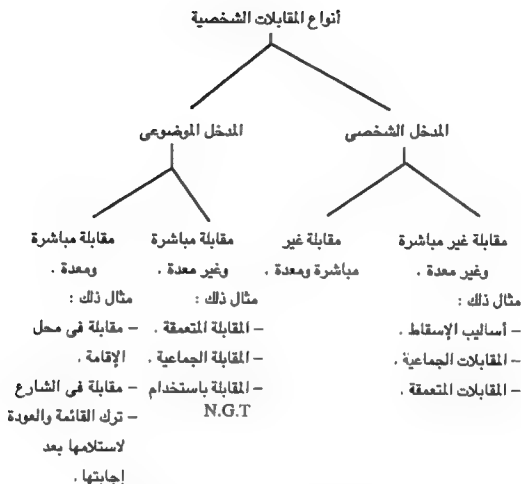 أنواع المقابلات الشخصية
المدخل الشخصى
المدخل الموضوعى
مقابلة غير مباشرة
وغير معدة .
مثال ذلك :
– أساليب الإسقاط .
– المقابلات الجماعية .
– المقابلات المتعمقة .
مقابلة غير
مباشرة ومعدة .
مقابلة مباشرة
وغير معدة .
مثال ذلك :
– المقابلة المتعمقة .
– المقابلة الجماعية .
– المقابلة باستخدام
N.G.T
مقابلة مباشرة
ومعدة .
مثال ذلك :
– مقابلة فى محل
الإقامة .
– مقابلة فى الشارع
– ترك القائمة والعودة
لاستلامها بعد
إجابتها .